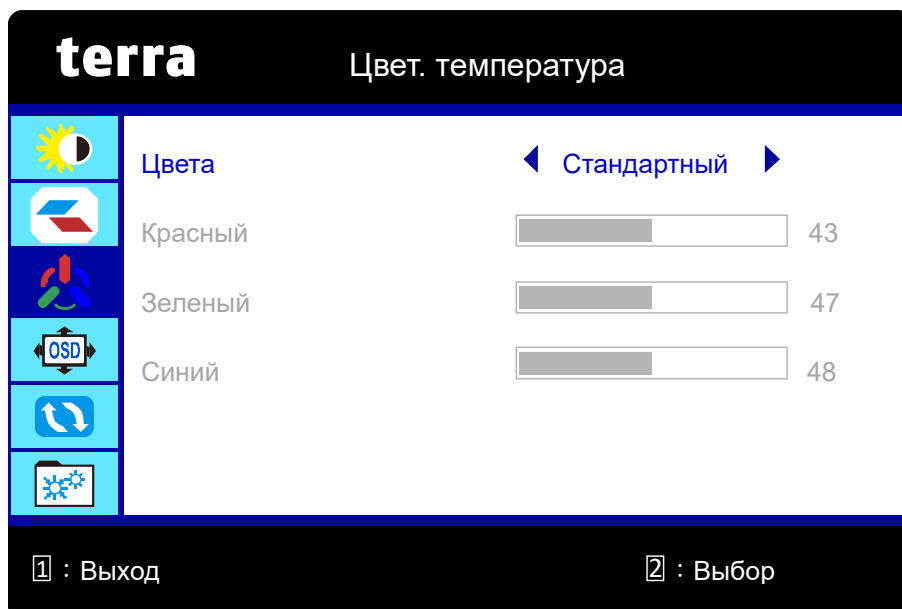 terra
Цвет. температура
Цвета Стандартный
Красный 43
Зеленый 47
OSD
Синий 48
1 : Выход 2 : Выбор